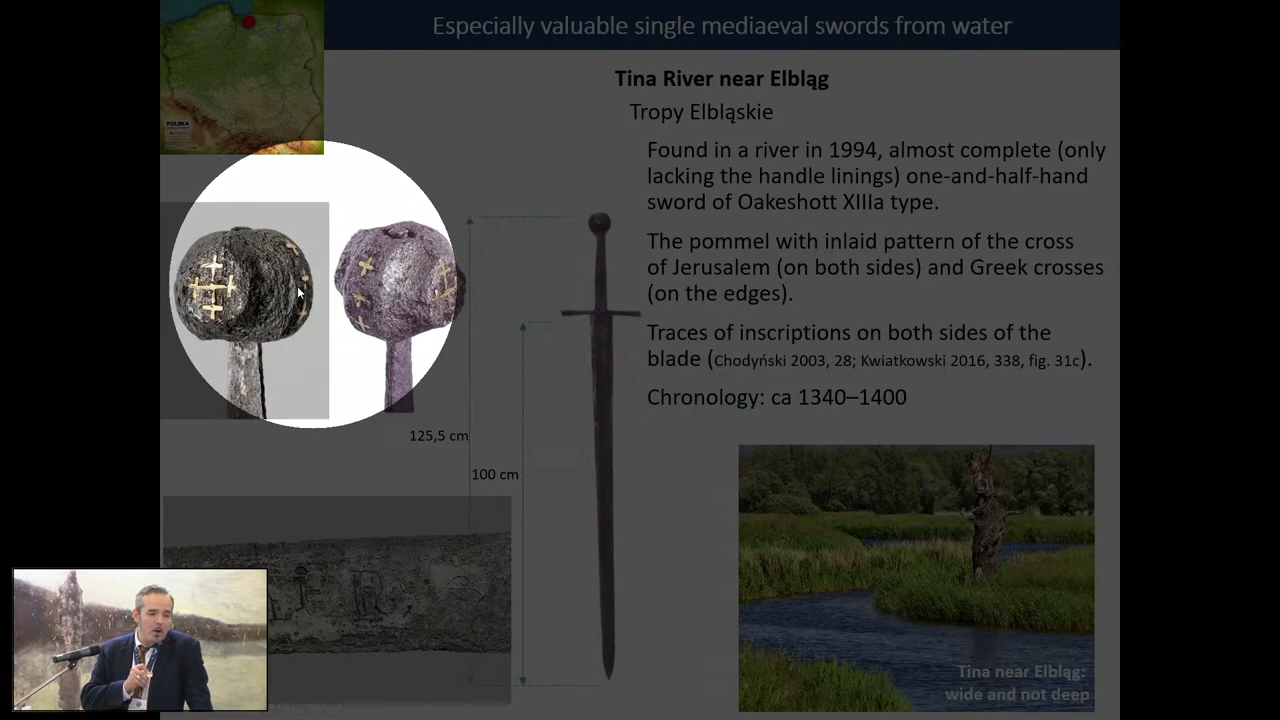 Especially valuable single mediaeval swords from water
POLSKA
Tina River near Elbląg
Tropy Elbląskie
Found in a river in 1994, almost complete (only
lacking the handle linings) one-and-half-hand
sword of Oakeshott XIIIa type.
The pommel with inlaid pattern of the cross
of Jerusalem (on both sides) and Greek crosses
(on the edges).
Traces of inscriptions on both sides of the
blade (Chodyński 2003, 28; Kwiatkowski 2016, 338, fig. 31c).
Chronology: ca 1340–1400
125,5 cm
100 cm
Tina near Elbląg:
wide and not deep